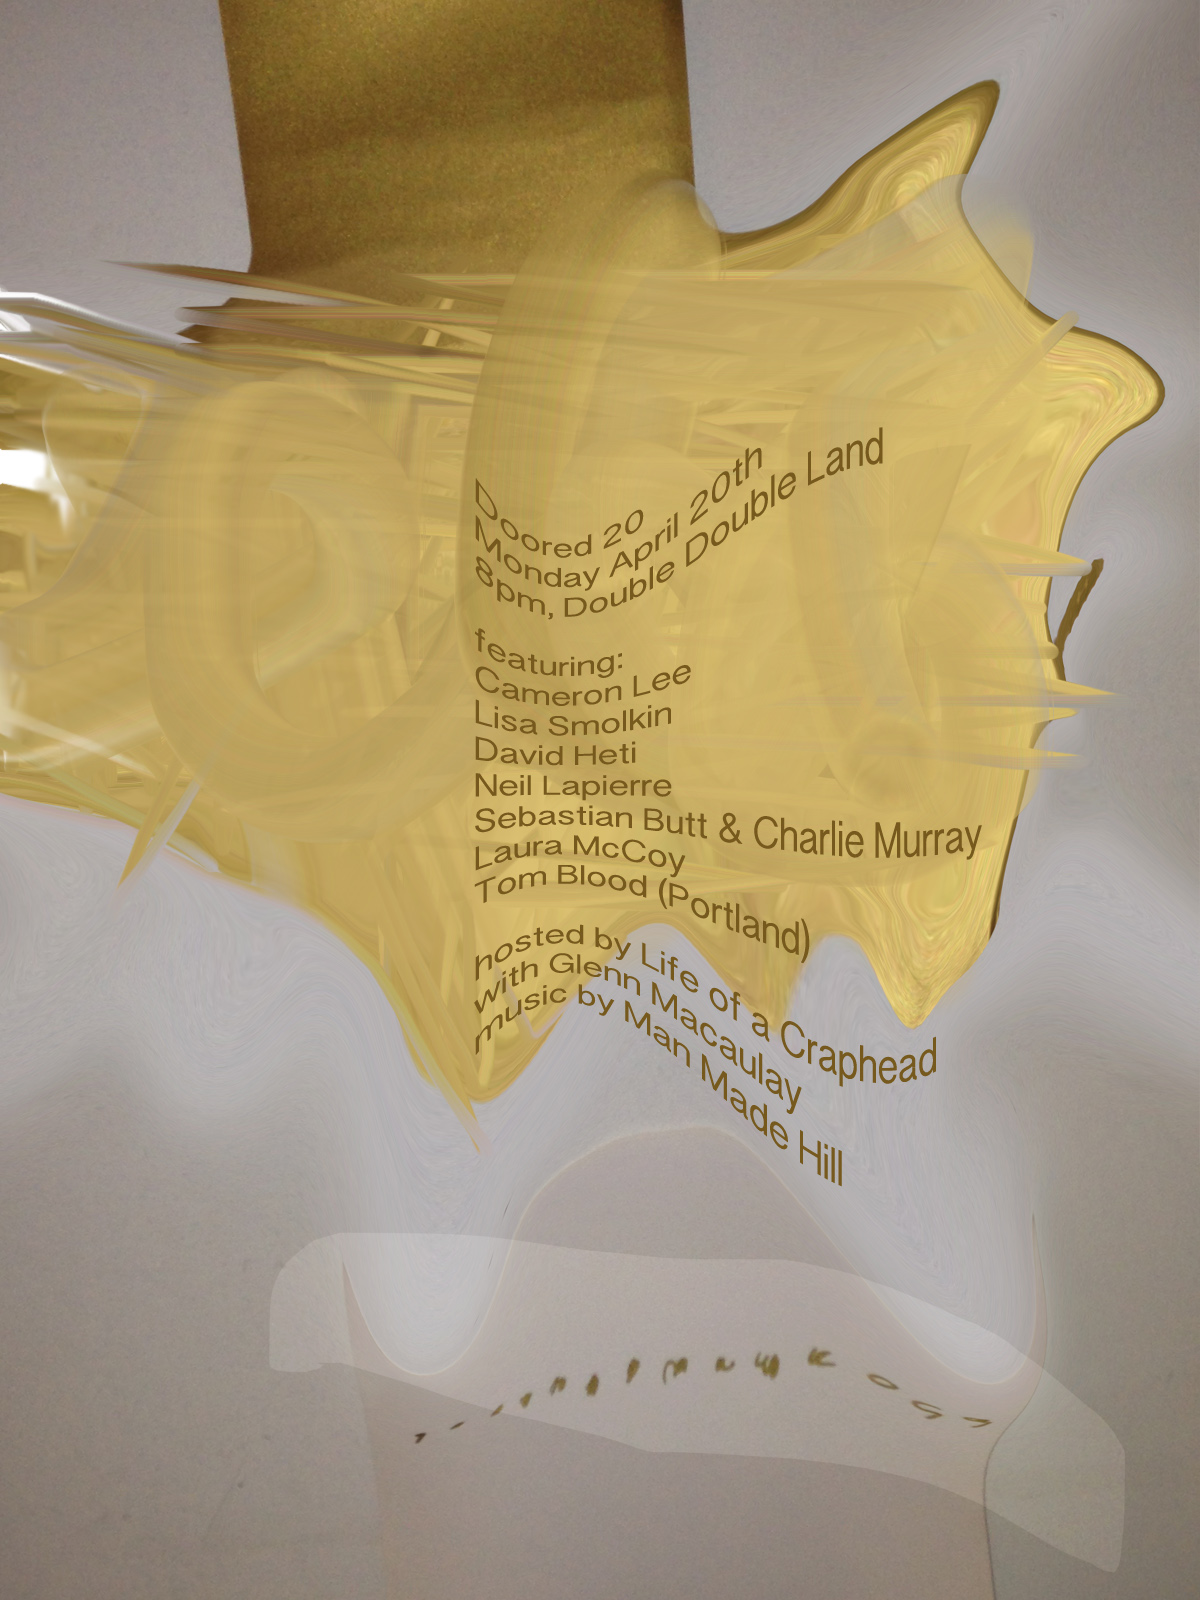 Doored 20
Monday April 20th
8pm, Double Double Land
featuring:
Cameron Lee
Lisa Smolkin
David Heti
Neil Lapierre
Sebastian Butt & Charlie Murray
Laura McCoy
Tom Blood (Portland)
hosted by Life of a Craphead
with Glenn Macaulay
music by Man Made Hill